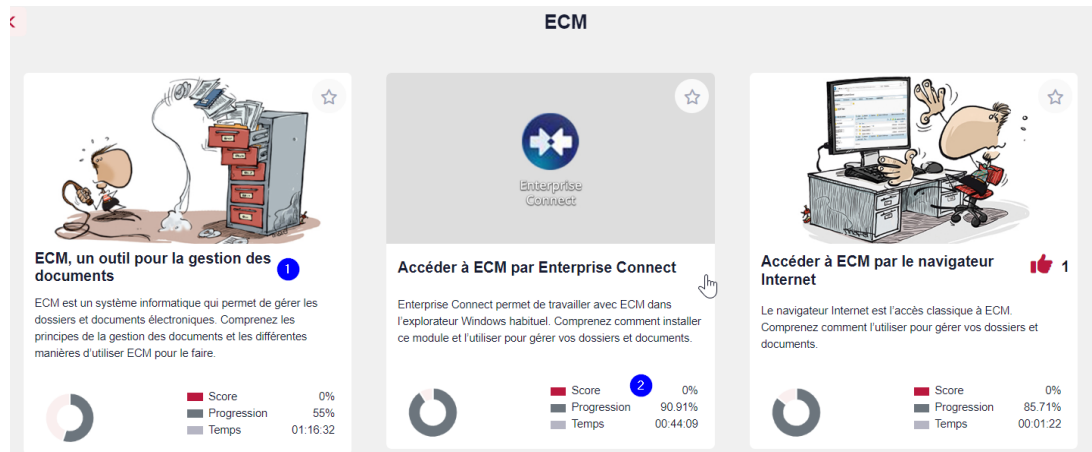 ECM
ECM, un outil pour la gestion des
documents
1
ECM est un système informatique qui permet de gérer les
dossiers et documents électroniques. Comprenez les
principes de la gestion des documents et les différentes
manières d'utiliser ECM pour le faire.
Score 0%
Progression 55%
Temps 01:16:32
Enterprise
Connect
Accéder à ECM par Enterprise Connect
Enterprise Connect permet de travailler avec ECM dans
l'explorateur Windows habituel. Comprenez comment installer
ce module et l'utiliser pour gérer vos dossiers et documents.
Score 2 0%
Progression 90.91%
Temps 00:44:09
Accéder à ECM par le navigateur
Internet
1
Le navigateur Internet est l'accès classique à ECM.
Comprenez comment l'utiliser pour gérer vos dossiers et
documents.
Score 0%
Progression 85.71%
Temps 00:01:22